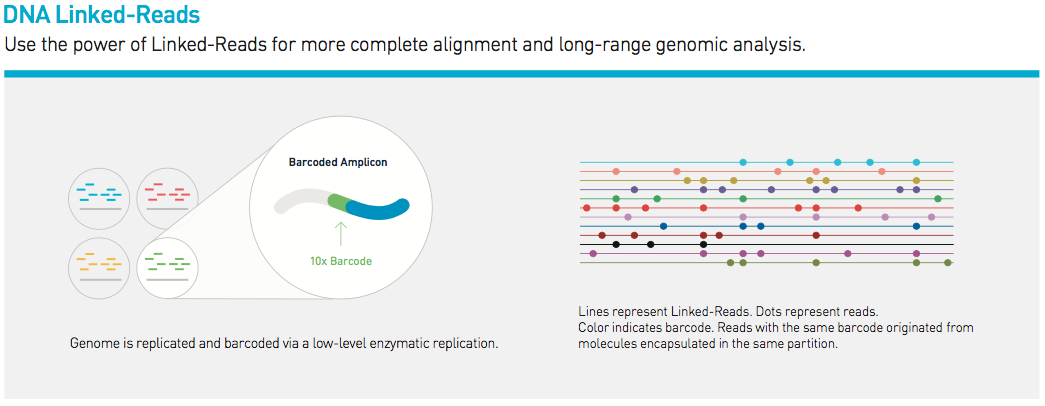 DNA Linked-Reads
Use the power of Linked-Reads for more complete alignment and long-range genomic analysis.
Barcoded Amplicon
10x Barcode
Genome is replicated and barcoded via a low-level enzymatic replication.
Lines represent Linked-Reads. Dots represent reads.
Color indicates barcode. Reads with the same barcode originated from
molecules encapsulated in the same partition.